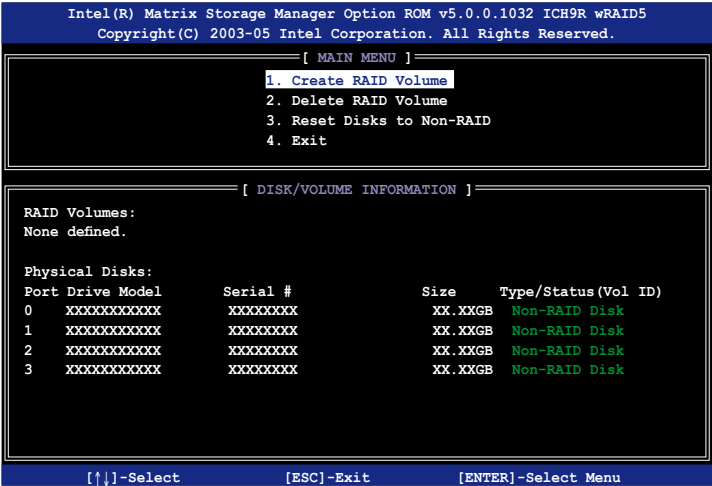 Intel(R) Matrix Storage Manager Option ROM v5.0.0.1032 ICH9R wRAID5
Copyright(C) 2003-05 Intel Corporation. All Rights Reserved.
[ MAIN MENU ]
1. Create RAID Volume
2. Delete RAID Volume
3. Reset Disks to Non-RAID
4. Exit
[ DISK/VOLUME INFORMATION ]
RAID Volumes:
None defined.
Physical Disks:
Port Drive Model Serial # Size Type/Status(Vol ID)
0 XXXXXXXXXXX XXXXXXXX XX.XXGB Non-RAID Disk
1 XXXXXXXXXXX XXXXXXXX XX.XXGB Non-RAID Disk
2 XXXXXXXXXXX XXXXXXXX XX.XXGB Non-RAID Disk
3 XXXXXXXXXXX XXXXXXXX XX.XXGB Non-RAID Disk
[↑↓]-Select [ESC]-Exit [ENTER]-Select Menu